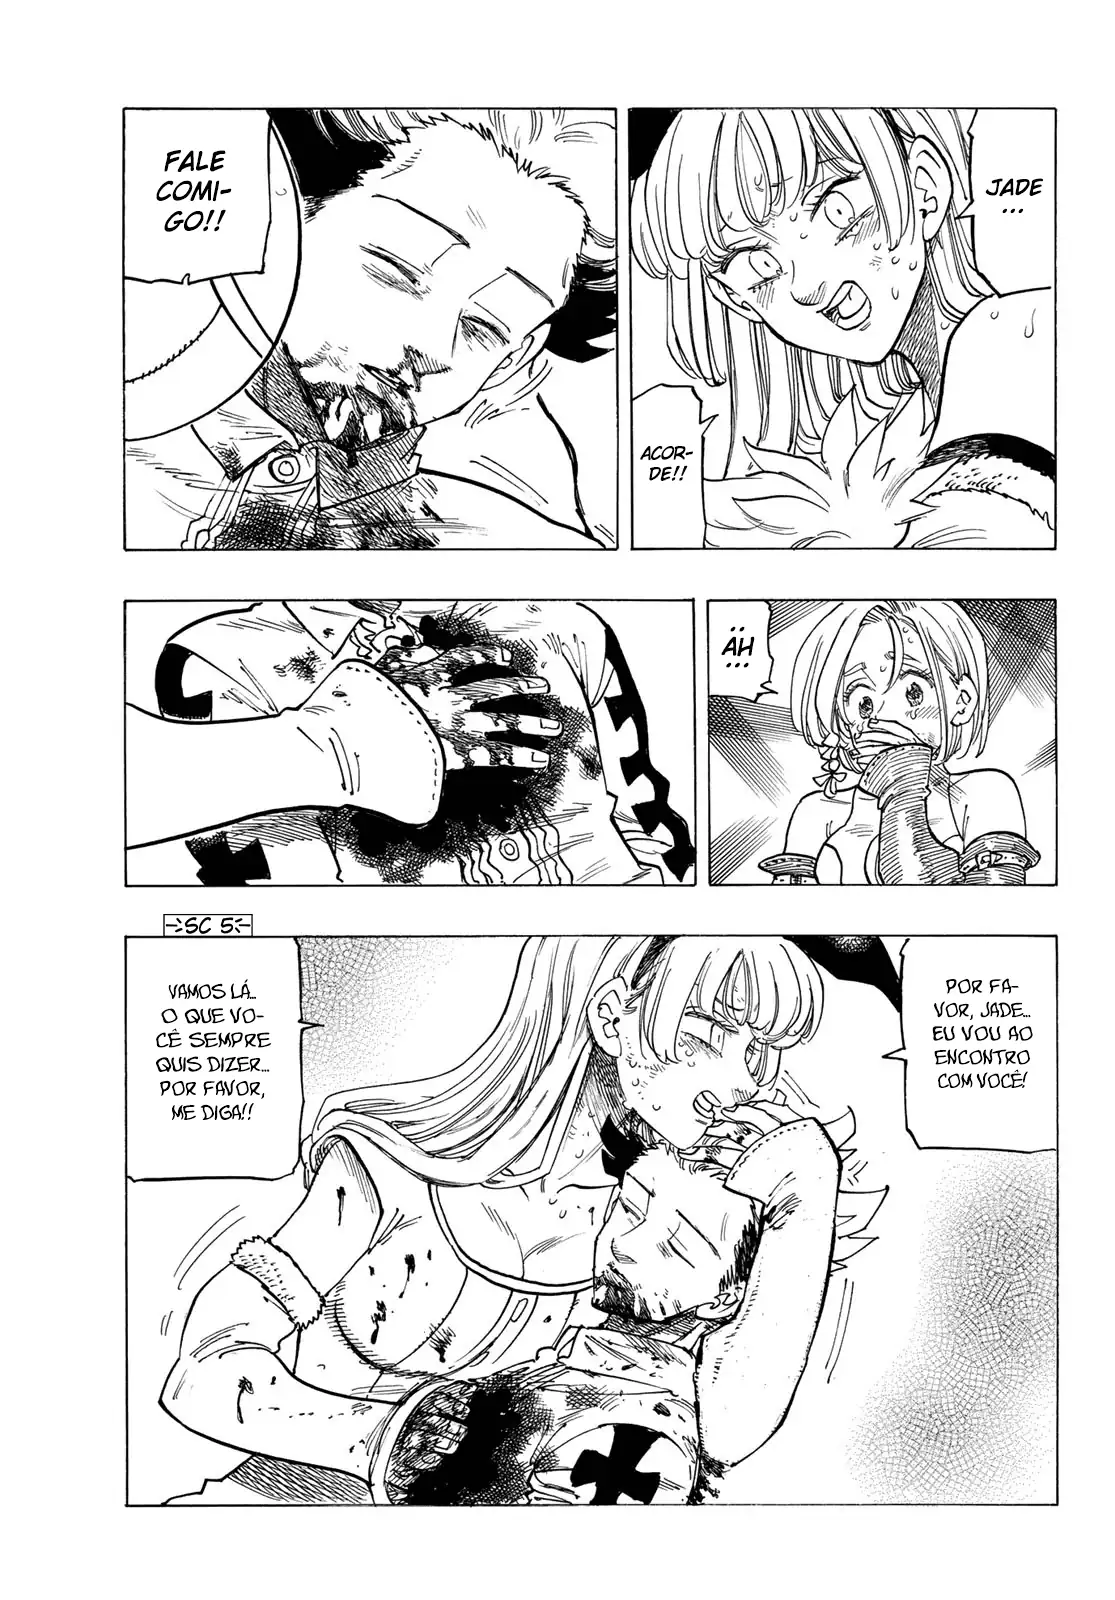 JADE
...
ACOR-
DE!!
FALE
COMI-
GO!!
..
AH
...
SC 5
POR FA-
VOR, JADE...
EU VOU AO
ENCONTRO
COM VOCÊ!
VAMOS LÁ..
O QUE VO-
CÊ SEMPRE
QUIS DIZER...
POR FAVOR,
ME DIGA!!